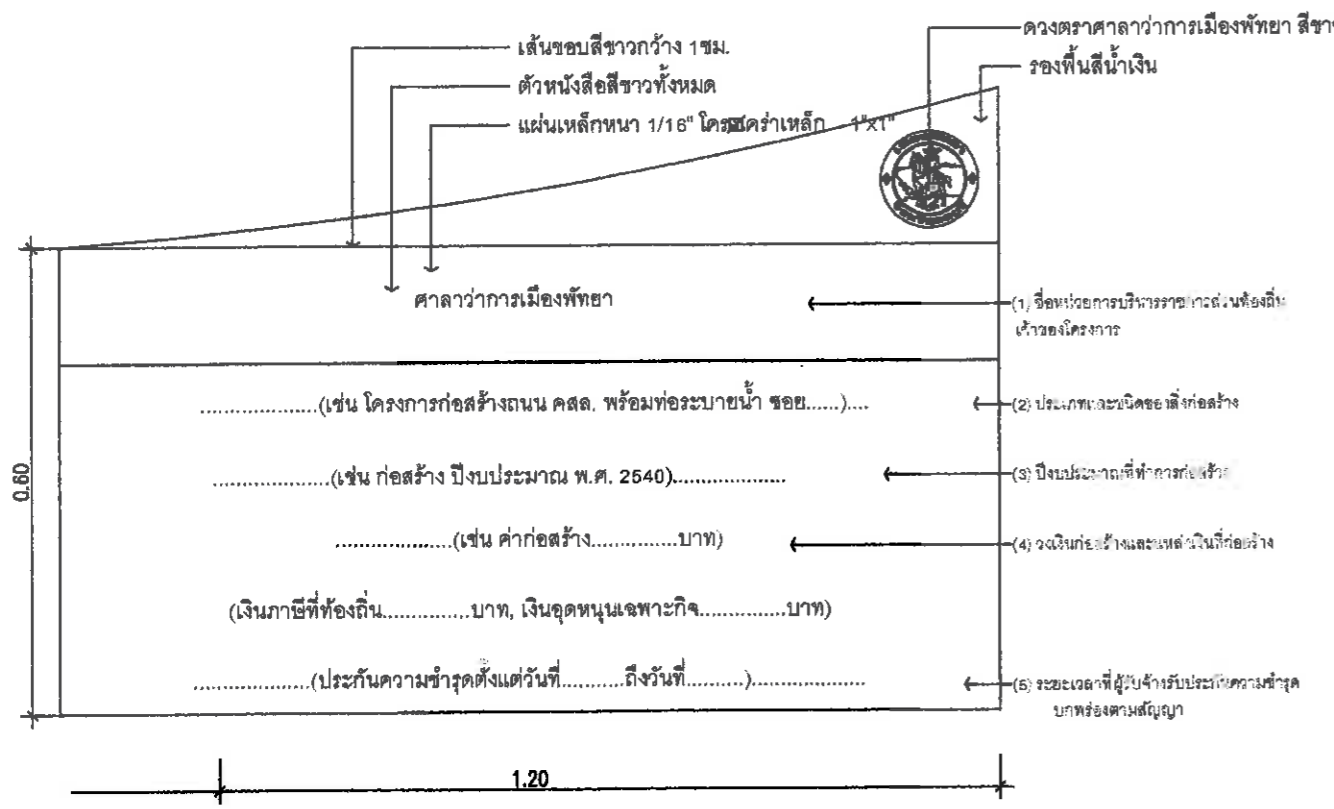 ดวงตราศาลาว่าการเมืองพัทยา
เส้นขอบสีขาวกว้าง 1ซม.
รองพื้นสีน้ำเงิน
ตัวหนังสือสีขาวทั้งหมด
แผ่นเหล็กหนา 1/16" 1"x1"
ศาลาว่าการเมืองพัทยา
(1) ชื่อหน่วยการบริหารราชการส่วนท้องถิ่น
เจ้าของโครงการ
..................(เช่น โครงการก่อสร้างถนน คสล. พร้อมท่อระบายน้ำ ซอย......)....
(2) ประเภทและชนิดของสิ่งก่อสร้าง
..................(เช่น ก่อสร้าง ปีงบประมาณ พ.ศ. 2540)..................
(3) ปีงบประมาณที่ทำการก่อสร้าง
..................(เช่น ค่าก่อสร้าง..............บาท)
(4) วงเงินก่อสร้างและแหล่งเงินที่ก่อสร้าง
(เงินภาษีที่ท้องถิ่น..............บาท, เงินอุดหนุนเฉพาะกิจ..............บาท)
..................(ประกันความชำรุดตั้งแต่วันที่..........ถึงวันที่..........)..................
(5) ระยะเวลาที่ผู้รับจ้างรับประกันความชำรุด
บกพร่องตามสัญญา
0.60
1.20